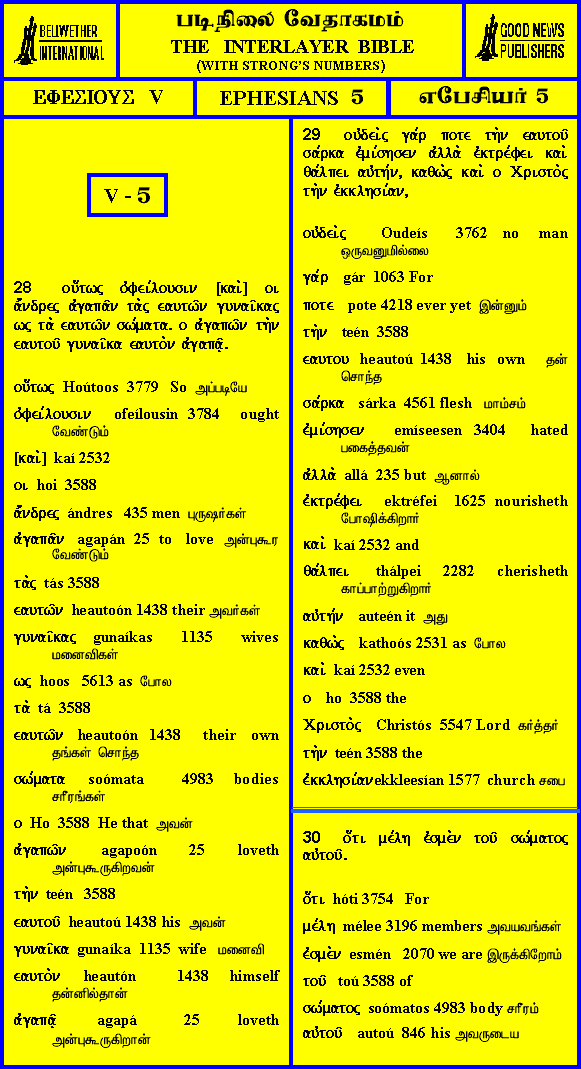 BELLWETHER
INTERNATIONAL
படிநிலை வேதாகமம்
THE INTERLAYER BIBLE
(WITH STRONG'S NUMBERS)
GOOD NEWS
PUBLISHERS
ΕΦΕΣΙΟΥΣ V
EPHESIANS 5
எபேசியர் 5
V - 5
28 οὕτως ὀφείλουσιν [καὶ] οι
ἄνδρες ἀγαπᾶν τὰς εαυτῶν γυναῖκας
ως τὰ εαυτῶν σώματα. ο ἀγαπῶν τὴν
εαυτοῦ γυναῖκα εαυτὸν ἀγαπᾷ.
οὕτως Hoútoos 3779 So அப்படியே
ὀφείλουσιν ofeílousin 3784 ought
வேண்டும்
[καὶ] kaí 2532
οι hoi 3588
ἄνδρες ándres 435 men புருஷர்கள்
ἀγαπᾶν agapán 25 to love அன்புகூர
வேண்டும்
τὰς tás 3588
εαυτῶν heautoón 1438 their அவர்கள்
γυναῖκας gunaíkas 1135 wives
மனைவிகள்
ως hoos 5613 as போல
τὰ tá 3588
εαυτῶν heautoón 1438 their own
தங்கள் சொந்த
σώματα soómata 4983 bodies
சரீரங்கள்
ο Ho 3588 He that அவன்
ἀγαπῶν agapoón 25 loveth
அன்புகூருகிறவன்
τὴν teén 3588
εαυτοῦ heautoú 1438 his அவன்
γυναῖκα gunaíka 1135 wife மனைவி
εαυτὸν heautón 1438 himself
தன்னில்தான்
ἀγαπᾷ agapá 25 loveth
அன்புகூருகிறான்
29 οὐδεὶς γάρ ποτε τὴν εαυτοῦ
σάρκα ἐμίσησεν ἀλλὰ ἐκτρέφει καὶ
θάλπει αυτήν, καθὼς καὶ ο Χριστὸς
τὴν ἐκκλησίαν,
οὐδεὶς Oudeís 3762 no man
ஒருவனுமில்லை
γάρ gár 1063 For
ποτε pote 4218 ever yet இன்னும்
τὴν teén 3588
εαυτου heautoú 1438 his own தன்
சொந்த
σάρκα sárka 4561 flesh மாம்சம்
ἐμίσησεν emíseesen 3404 hated
பகைத்தவன்
ἀλλὰ allá 235 but ஆனால்
ἐκτρέφει ektréfei 1625 nourisheth
போஷிக்கிறார்
καὶ kaí 2532 and
θάλπει thálpei 2282 cherisheth
காப்பாற்றுகிறார்
αυτήν auteén it அது
καθὼς kathoós 2531 as போல
καὶ kaí 2532 even
ο ho 3588 the
Χριστὸς Christós 5547 Lord கர்த்தர்
τὴν teén 3588 the
ἐκκλησίαν ekkleesían 1577 church சபை
30 ὅτι μέλη ἐσμὲν τοῦ σώματος
αὐτοῦ.
ὅτι hóti 3754 For
μέλη mélee 3196 members அவயவங்கள்
ἐσμὲν esmén 2070 we are இருக்கிறோம்
τοῦ toú 3588 of
σώματος soómatos 4983 body சரீரம்
αὐτοῦ autoú 846 his அவருடைய